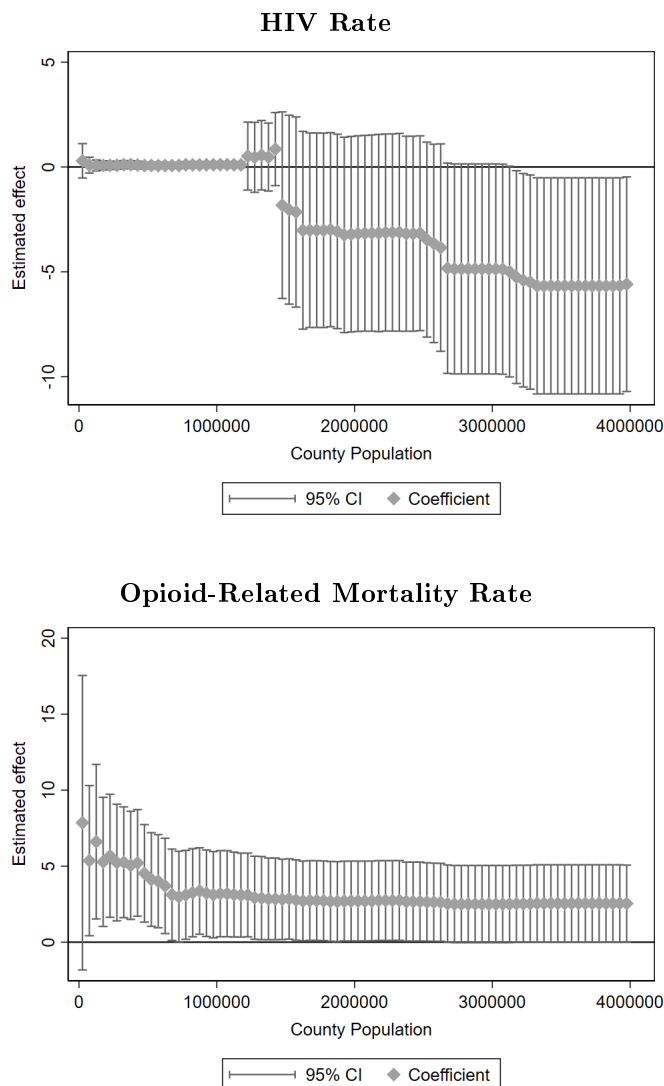 HIV Rate
5
0
-5
-10
Estimated effect
0 1000000 2000000 3000000 4000000
County Population
95% CI Coefficient
Opioid-Related Mortality Rate
20
15
10
5
0
Estimated effect
0 1000000 2000000 3000000 4000000
County Population
95% CI Coefficient